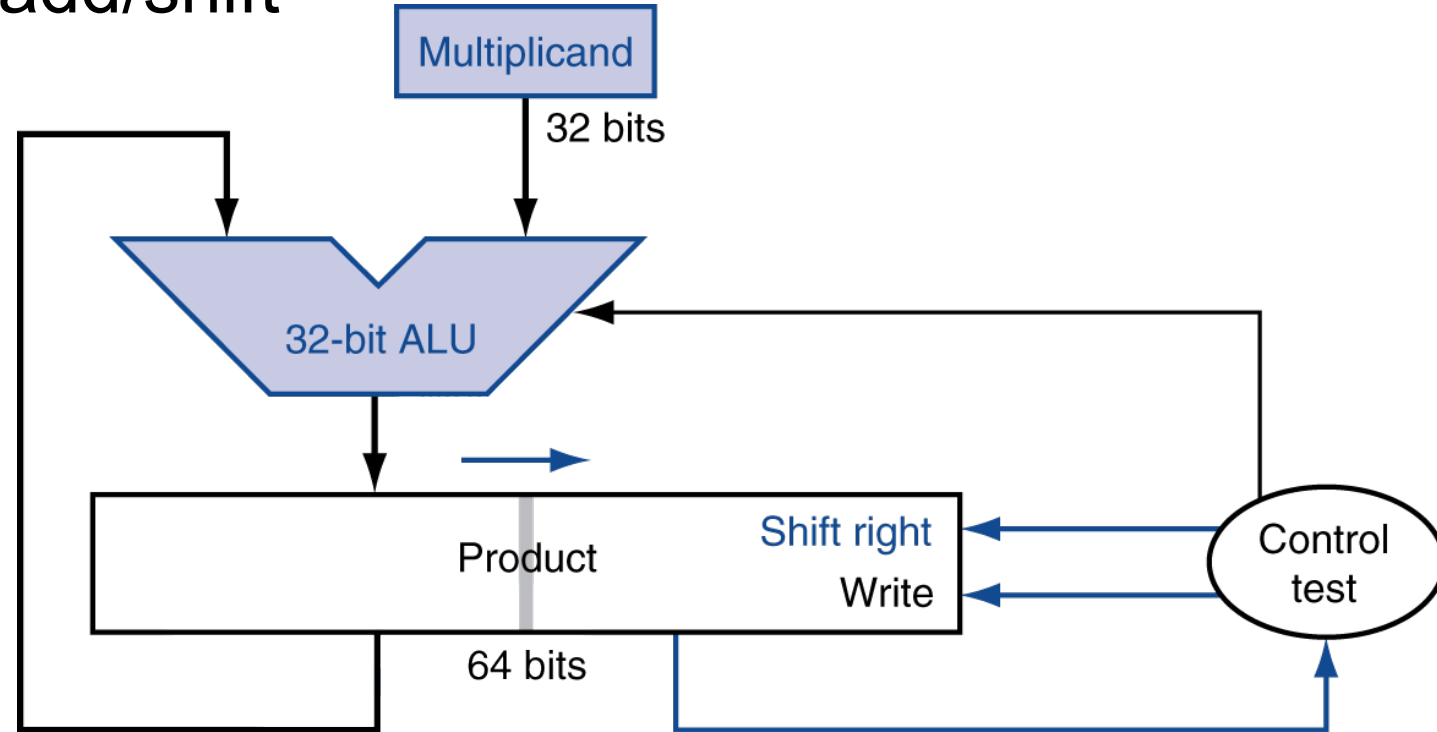 add/shift
Multiplicand
32 bits
32-bit ALU
Shift right
Product
Write
Control
test
64 bits